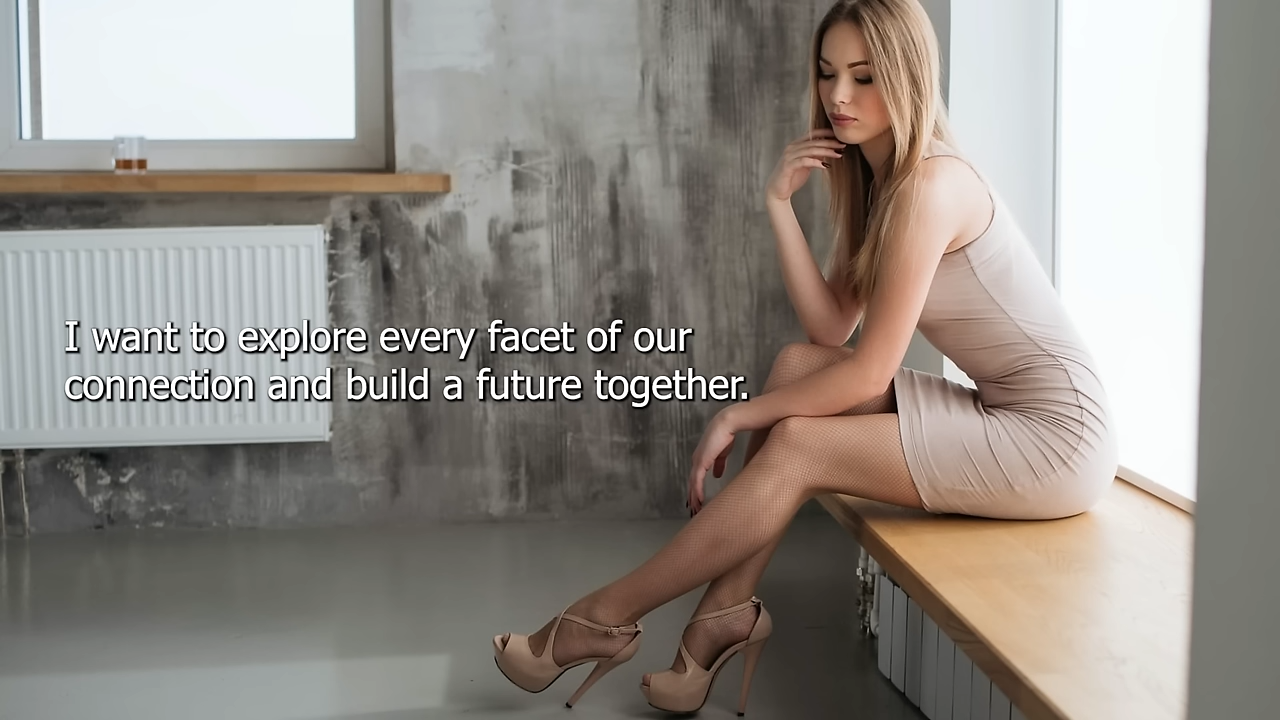 I want to explore every facet of our
connection and build a future together.